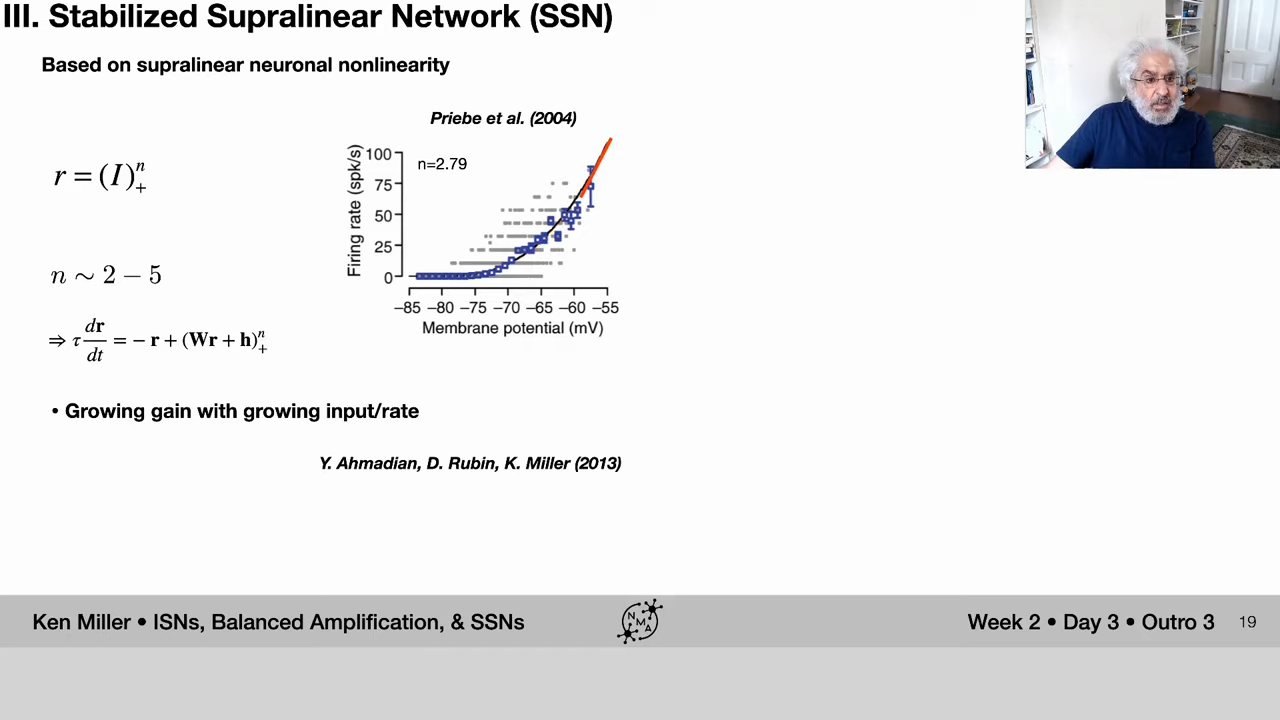 III. Stabilized Supralinear Network (SSN)
Based on supralinear neuronal nonlinearity
Priebe et al. (2004)
r = (I)₊ⁿ
n ∼ 2 − 5
⇒ τ dr/dt = − r + (Wr + h)₊ⁿ
n=2.79
Firing rate (spk/s)
100
75
50
25
0
−85 −80 −75 −70 −65 −60 −55
Membrane potential (mV)
• Growing gain with growing input/rate
Y. Ahmadian, D. Rubin, K. Miller (2013)
Ken Miller • ISNs, Balanced Amplification, & SSNs
NMA
Week 2 • Day 3 • Outro 3 19